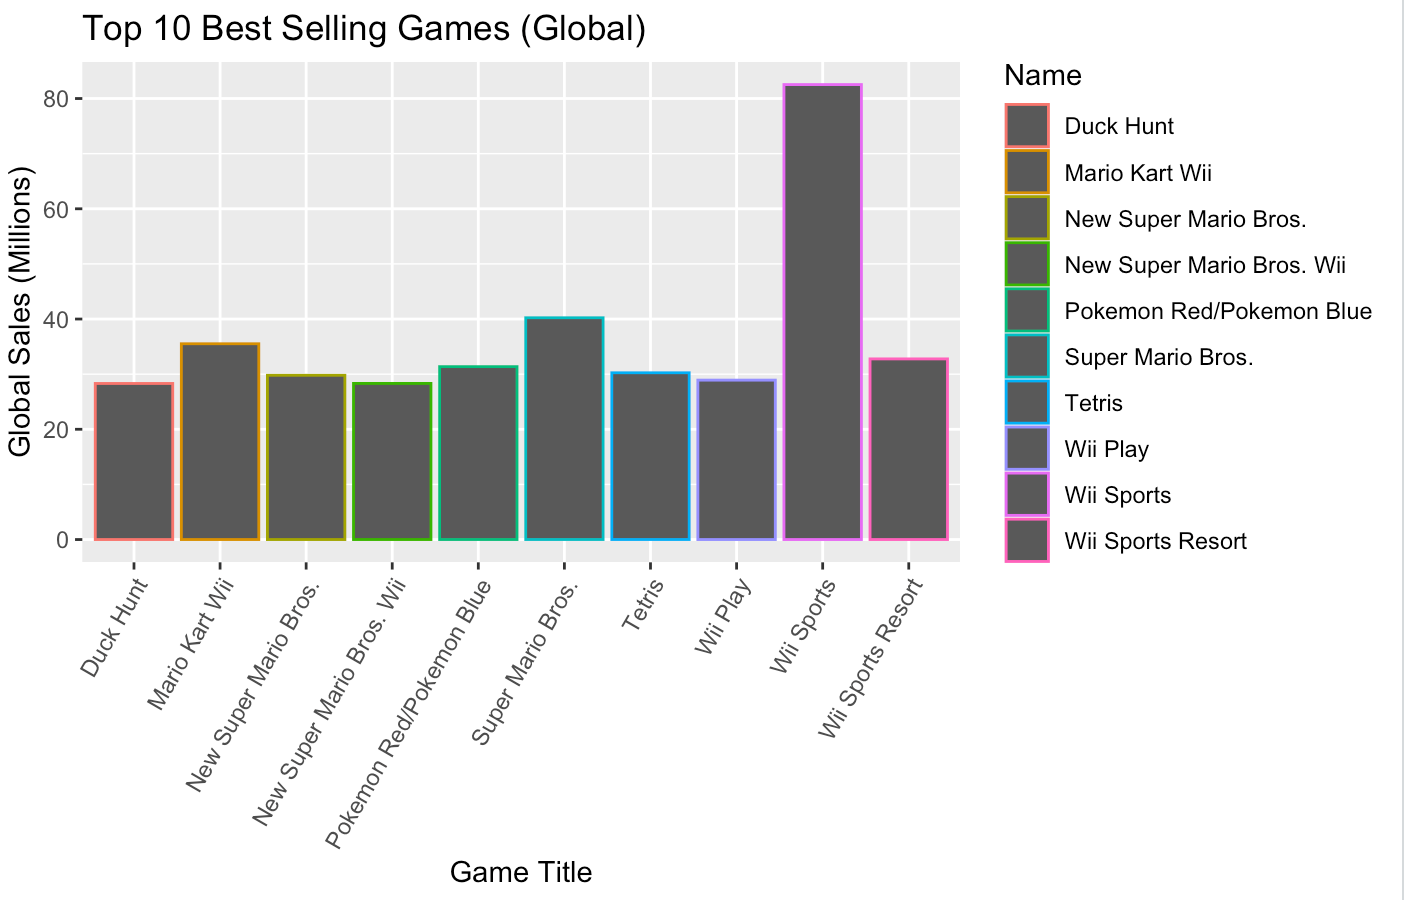 Top 10 Best Selling Games (Global)
Global Sales (Millions)
80
60
40
20
0
Duck Hunt
Mario Kart Wii
New Super Mario Bros.
New Super Mario Bros. Wii
Pokemon Red/Pokemon Blue
Super Mario Bros.
Tetris
Wii Play
Wii Sports
Wii Sports Resort
Game Title
Name
Duck Hunt
Mario Kart Wii
New Super Mario Bros.
New Super Mario Bros. Wii
Pokemon Red/Pokemon Blue
Super Mario Bros.
Tetris
Wii Play
Wii Sports
Wii Sports Resort